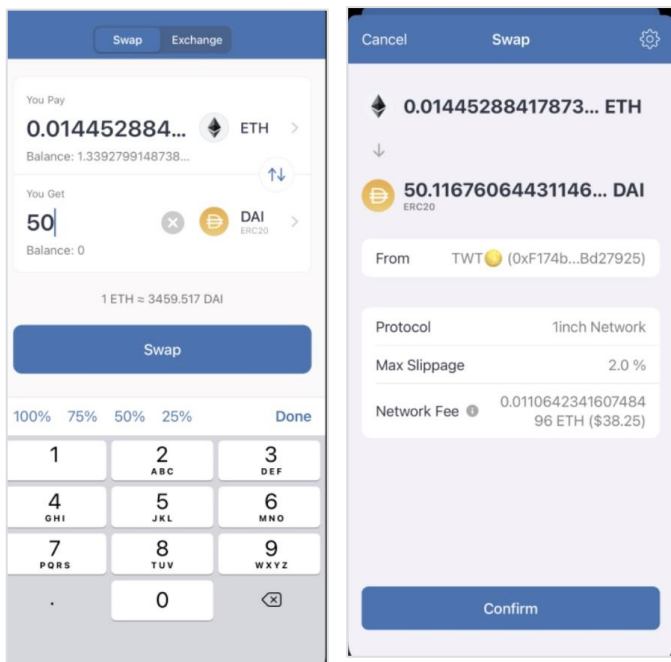 Swap Exchange
You Pay
0.014452884... ETH
Balance: 1.3392799148738...
You Get
50 DAI
ERC20
Balance: 0
1 ETH ≈ 3459.517 DAI
Swap
100% 75% 50% 25% Done
1 2 3
ABC DEF
4 5 6
GHI JKL MNO
7 8 9
PQRS TUV WXYZ
. 0
Cancel Swap
0.01445288417873... ETH
50.11676064431146... DAI
ERC20
From TWT (0xF174b...Bd27925)
Protocol 1inch Network
Max Slippage 2.0 %
Network Fee 0.0110642341607484
96 ETH ($38.25)
Confirm